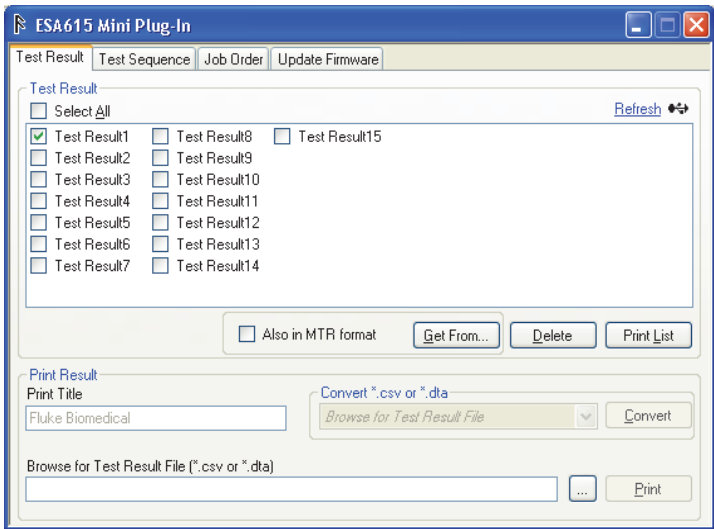 ESA615 Mini Plug-In
Test Result Test Sequence Job Order Update Firmware
Test Result
Select All Refresh
Test Result1 Test Result8 Test Result15
Test Result2 Test Result9
Test Result3 Test Result10
Test Result4 Test Result11
Test Result5 Test Result12
Test Result6 Test Result13
Test Result7 Test Result14
Also in MTR format Get From... Delete Print List
Print Result
Print Title Convert *.csv or *.dta
Fluke Biomedical Browse for Test Result File Convert
Browse for Test Result File (*.csv or *.dta)
... Print